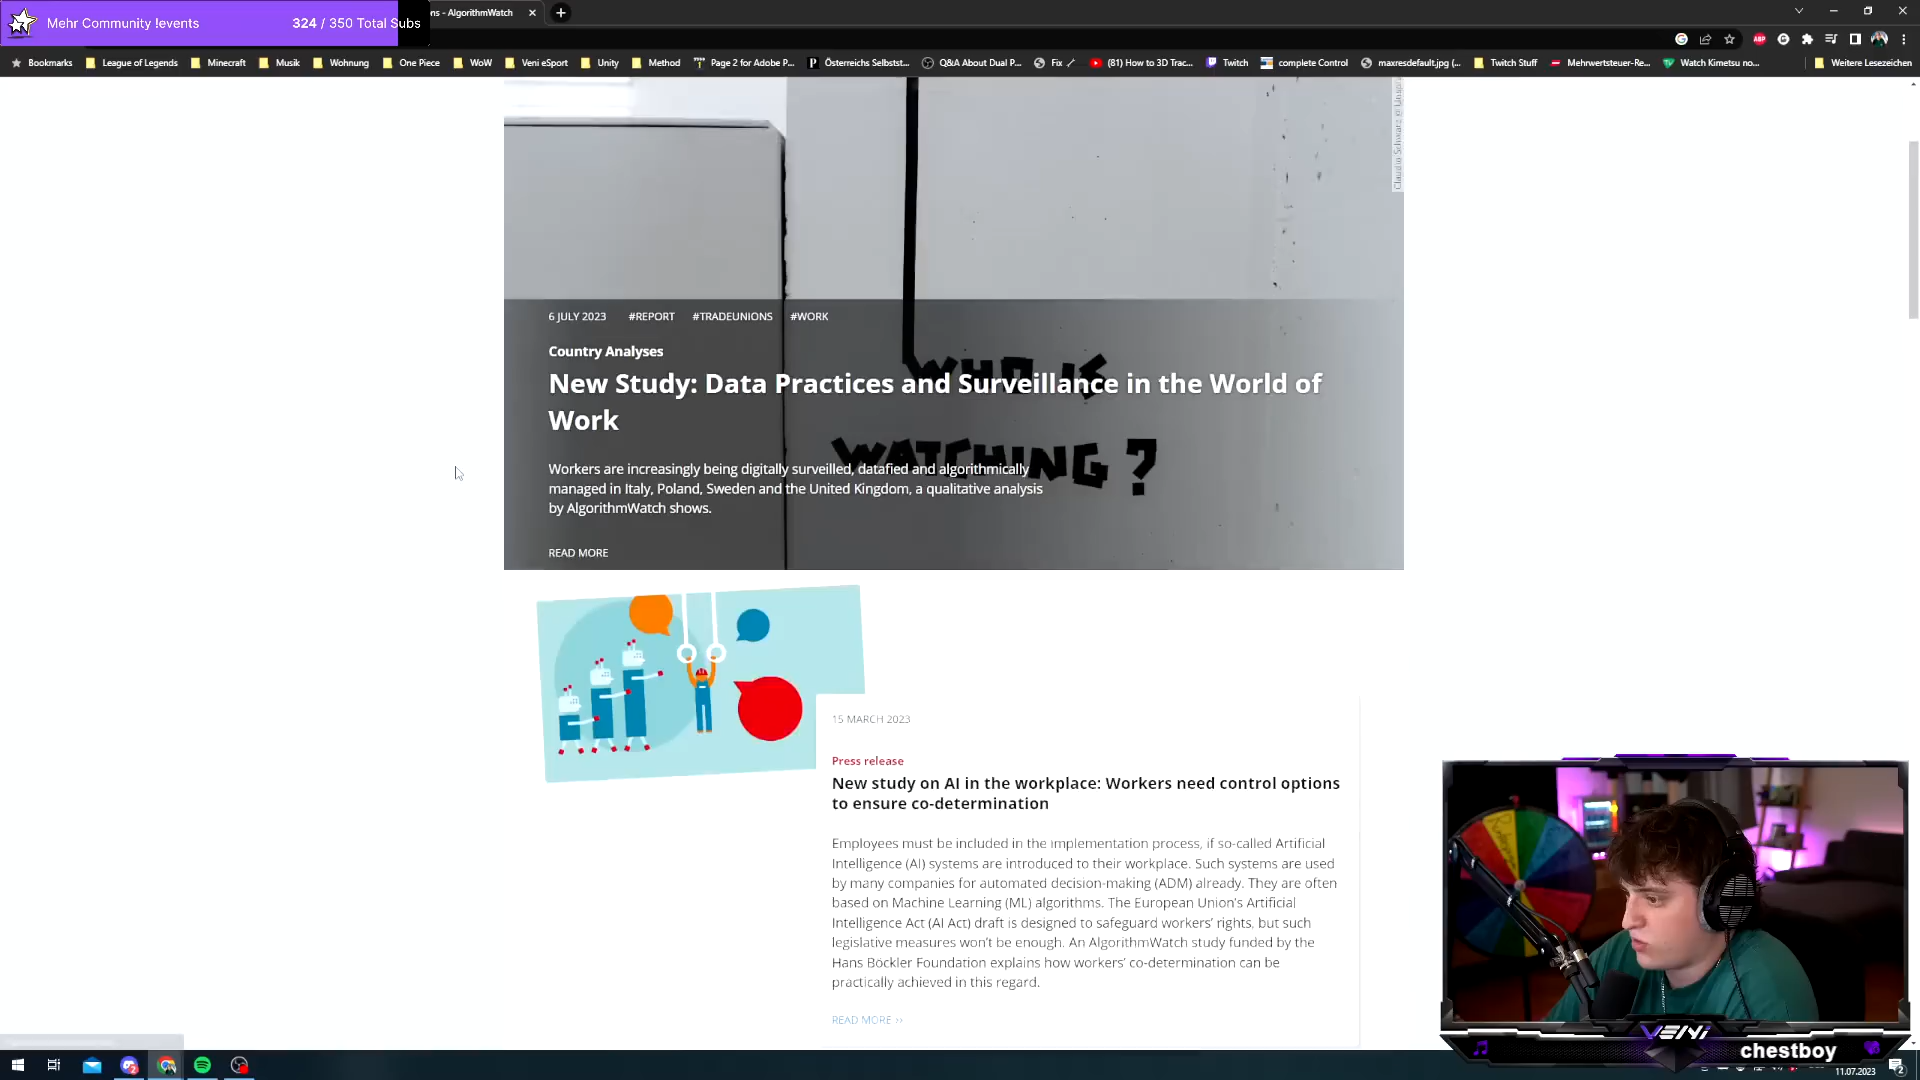 Mehr Community !events
324 / 350 Total Subs
ns - AlgorithmWatch
Bookmarks
League of Legends
Minecraft
Musik
Wohnung
One Piece
WoW
Veni eSport
Unity
Method
Page 2 for Adobe P...
Österreichs Selbstst...
Q&A About Dual P...
Fix
(81) How to 3D Trac...
Twitch
complete Control
maxresdefault.jpg (...
Twitch Stuff
Mehrwertsteuer-Re...
Watch Kimetsu no...
Weitere Lesezeichen
WHO IS
WATCHING ?
6 JULY 2023 #REPORT #TRADEUNIONS #WORK
Country Analyses
New Study: Data Practices and Surveillance in the World of
Work
Workers are increasingly being digitally surveilled, datafied and algorithmically
managed in Italy, Poland, Sweden and the United Kingdom, a qualitative analysis
by AlgorithmWatch shows.
READ MORE
15 MARCH 2023
Press release
New study on AI in the workplace: Workers need control options
to ensure co-determination
Employees must be included in the implementation process, if so-called Artificial
Intelligence (AI) systems are introduced to their workplace. Such systems are used
by many companies for automated decision-making (ADM) already. They are often
based on Machine Learning (ML) algorithms. The European Union's Artificial
Intelligence Act (AI Act) draft is designed to safeguard workers' rights, but such
legislative measures won't be enough. An AlgorithmWatch study funded by the
Hans Böckler Foundation explains how workers' co-determination can be
practically achieved in this regard.
READ MORE >>
VENI
chestboy
11.07.2023